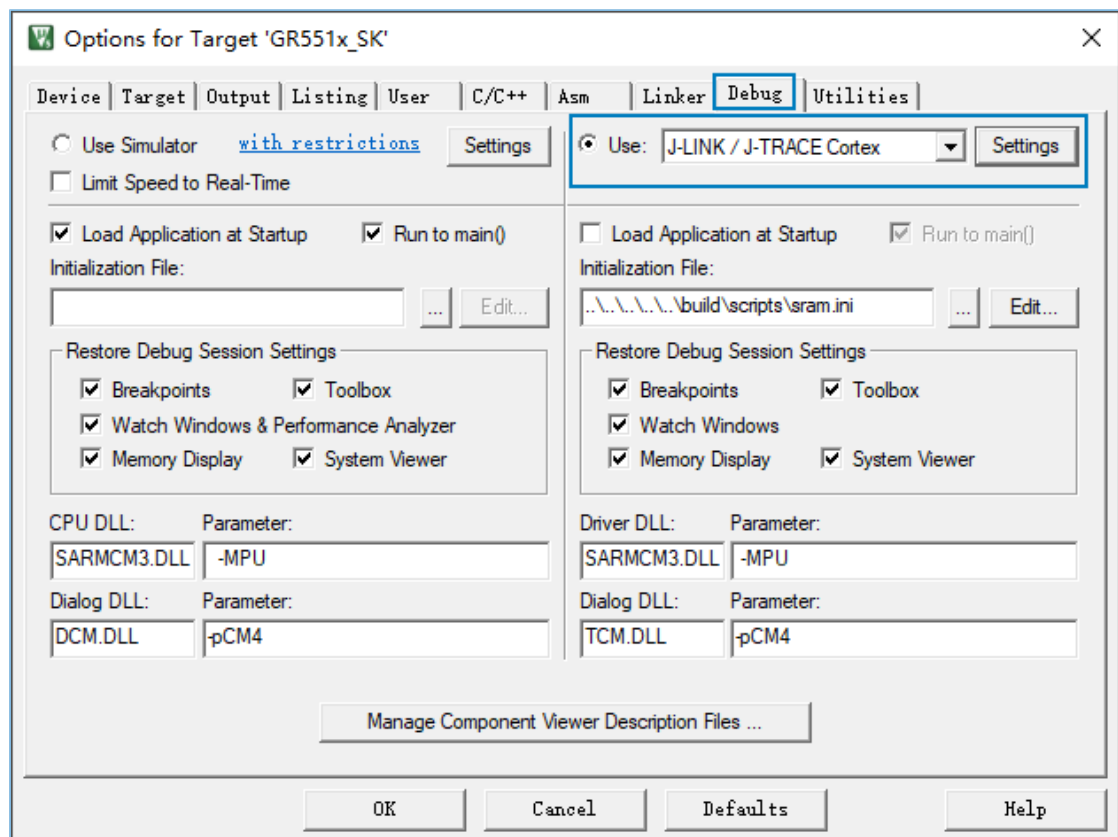 Options for Target 'GR551x_SK'
Device Target Output Listing User C/C++ Asm Linker Debug Utilities
Use Simulator with restrictions Settings
Limit Speed to Real-Time
Use: J-LINK / J-TRACE Cortex Settings
Load Application at Startup Run to main()
Initialization File:
... Edit...
Restore Debug Session Settings
Breakpoints Toolbox
Watch Windows & Performance Analyzer
Memory Display System Viewer
CPU DLL: Parameter:
SARMCM3.DLL -MPU
Dialog DLL: Parameter:
DCM.DLL -pCM4
Load Application at Startup Run to main()
Initialization File:
..\..\..\..\..\build\scripts\sram.ini ... Edit...
Restore Debug Session Settings
Breakpoints Toolbox
Watch Windows
Memory Display System Viewer
Driver DLL: Parameter:
SARMCM3.DLL -MPU
Dialog DLL: Parameter:
TCM.DLL -pCM4
Manage Component Viewer Description Files ...
OK Cancel Defaults Help